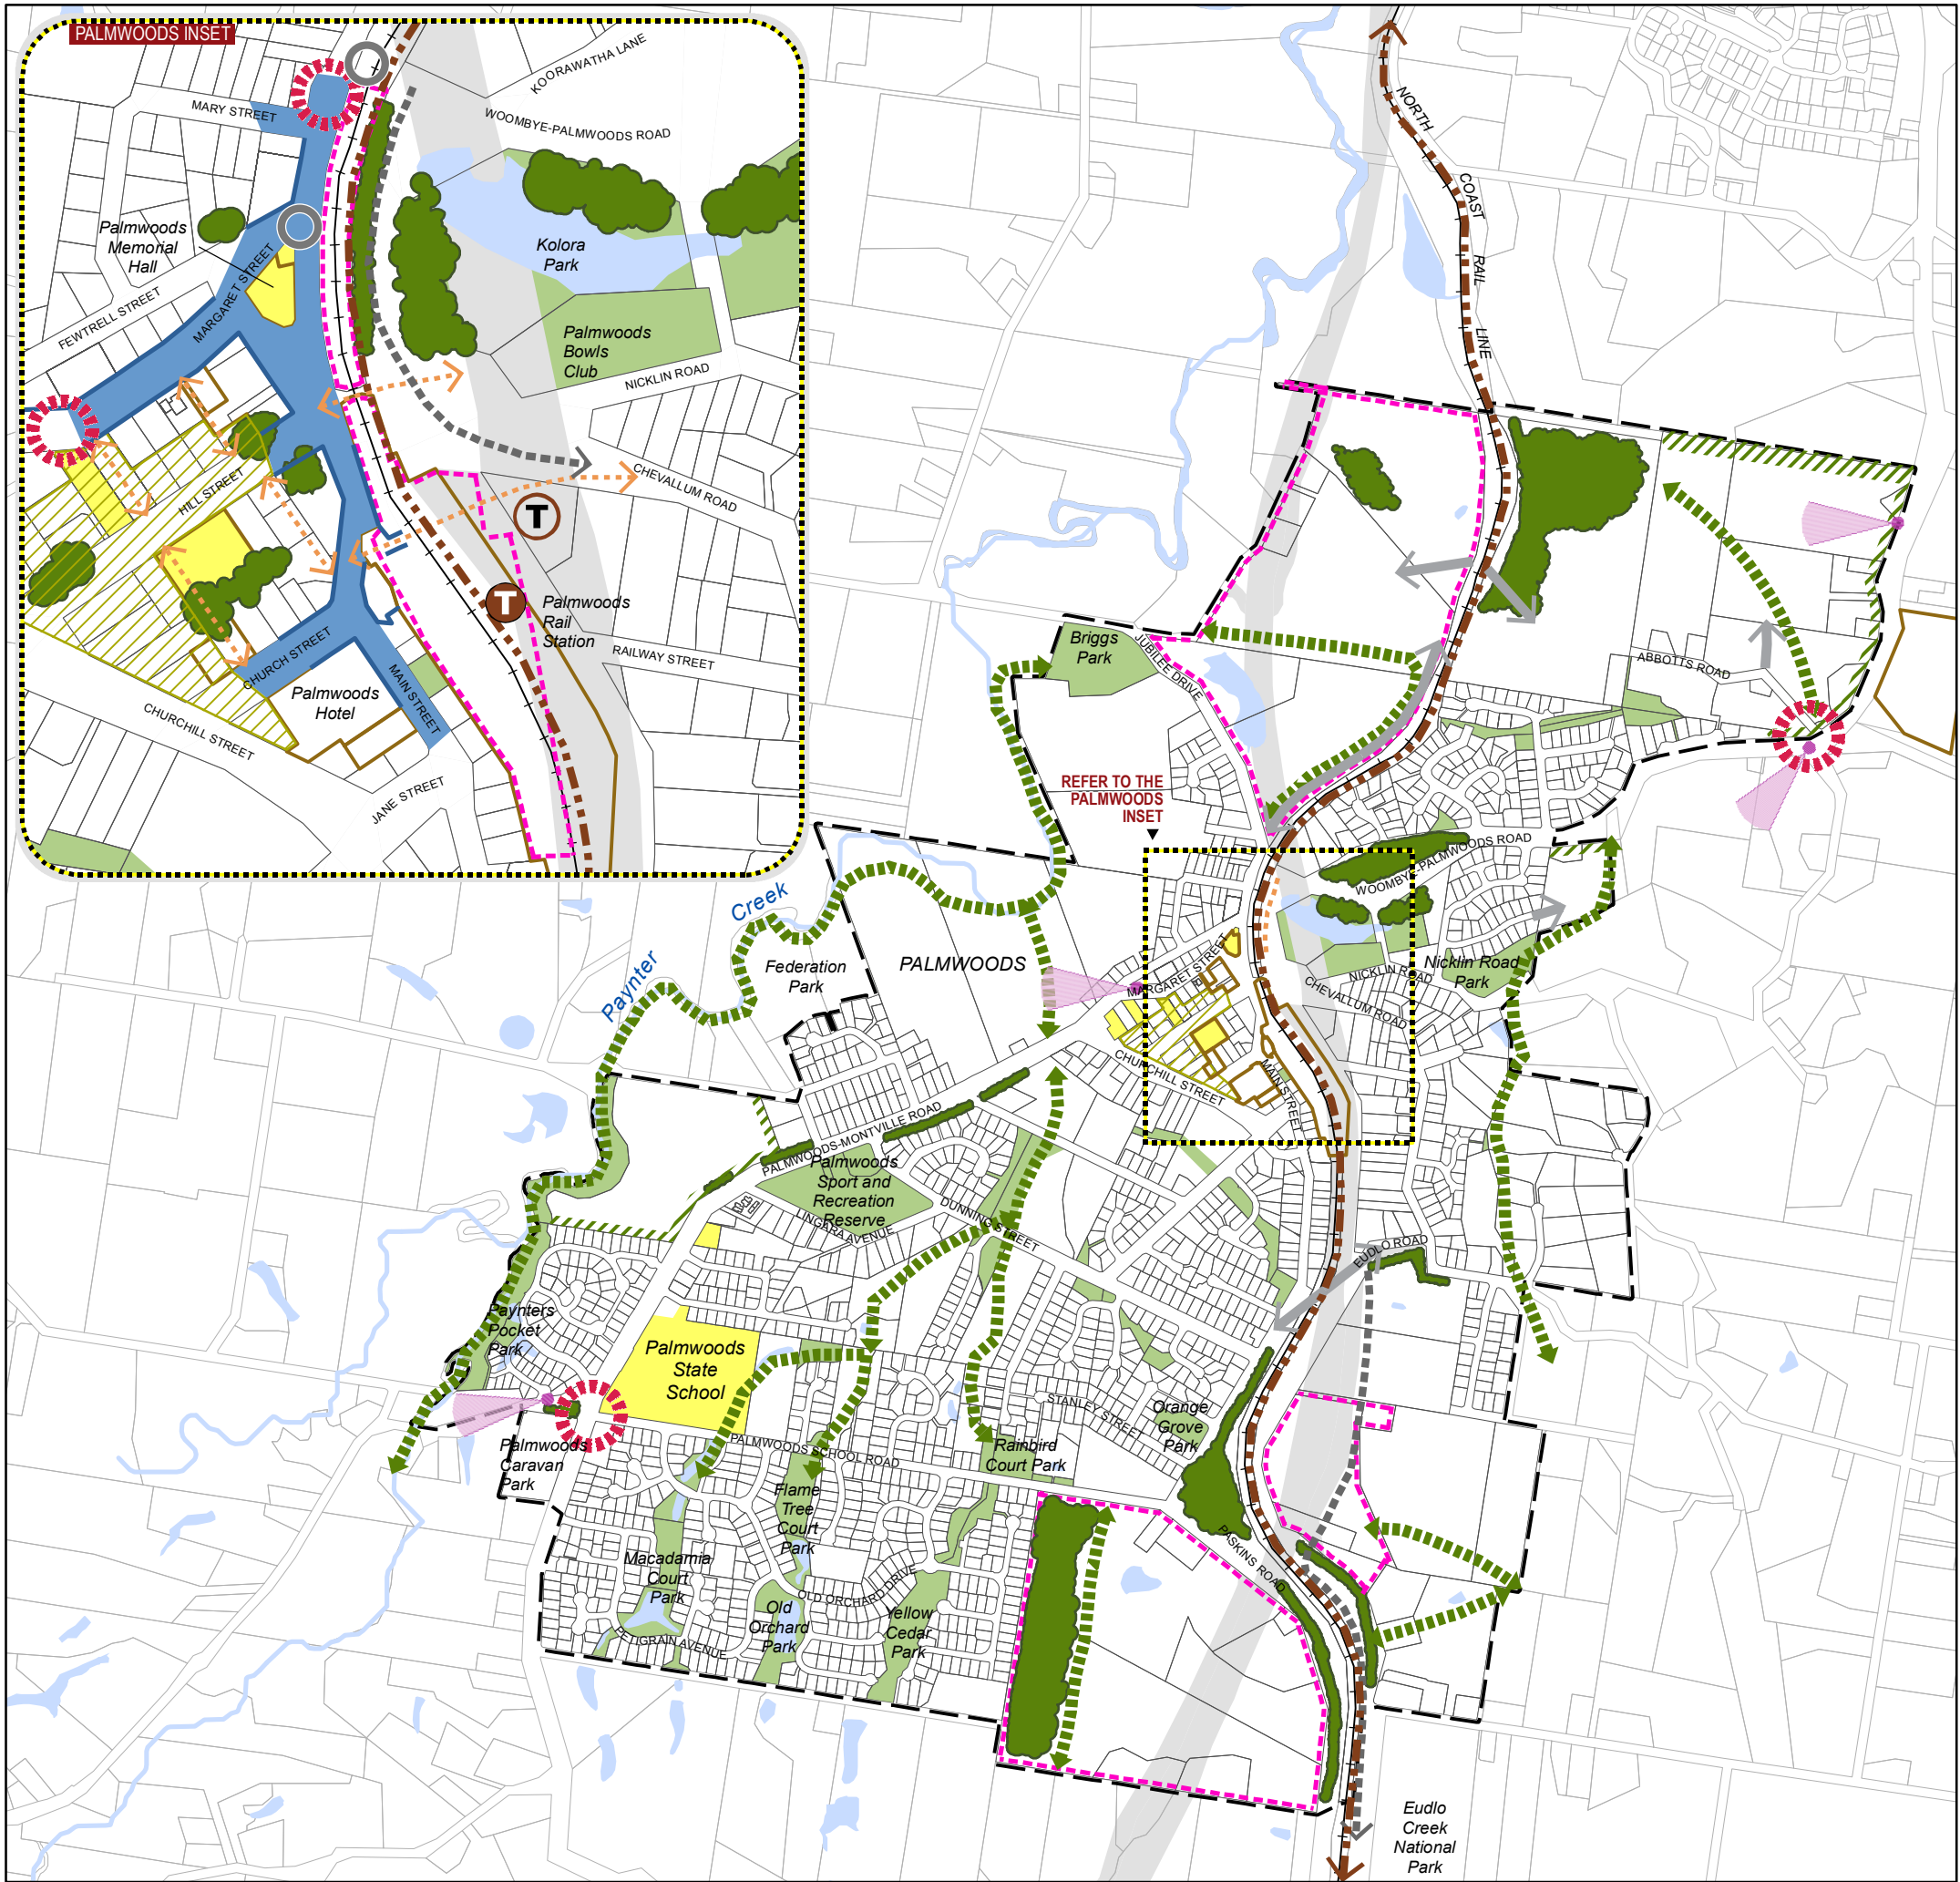 PALMWOODS INSET
KOORAWATHA LANE
MARY STREET
WOOMBYE-PALMWOODS ROAD
Palmwoods
Memorial
Hall
Kolora
Park
MARGARET STREET
FEWTRELL STREET
Palmwoods
Bowls
Club
NICKLIN ROAD
HILL STREET
CHEVALLUM ROAD
T
T
Palmwoods
Rail
Station
RAILWAY STREET
CHURCH STREET
MAIN STREET
Palmwoods
Hotel
CHURCHILL STREET
JANE STREET
NORTH
COAST
RAIL
LINE
Briggs
Park
JUBILEE DRIVE
ABBOTTS ROAD
REFER TO THE
PALMWOODS
INSET
WOOMBYE-PALMWOODS ROAD
Creek
Paynter
Federation
Park
PALMWOODS
MARGARET STREET
NICKLIN ROAD
Nicklin Road
Park
CHEVALLUM ROAD
CHURCHILL STREET
MAIN STREET
PALMWOODS-MONTVILLE ROAD
Palmwoods
Sport and
Recreation
Reserve
LINGARA AVENUE
DUNNING STREET
EUDLO ROAD
Paynters
Pocket
Park
Palmwoods
State
School
STANLEY STREET
Orange
Grove
Park
Palmwoods
Caravan
Park
PALMWOODS SCHOOL ROAD
Rainbird
Court Park
Flame
Tree
Court
Park
PASKINS ROAD
Macadamia
Court
Park
OLD ORCHARD DRIVE
Old
Orchard
Park
Yellow
Cedar
Park
PETIGRAIN AVENUE
Eudlo
Creek
National
Park